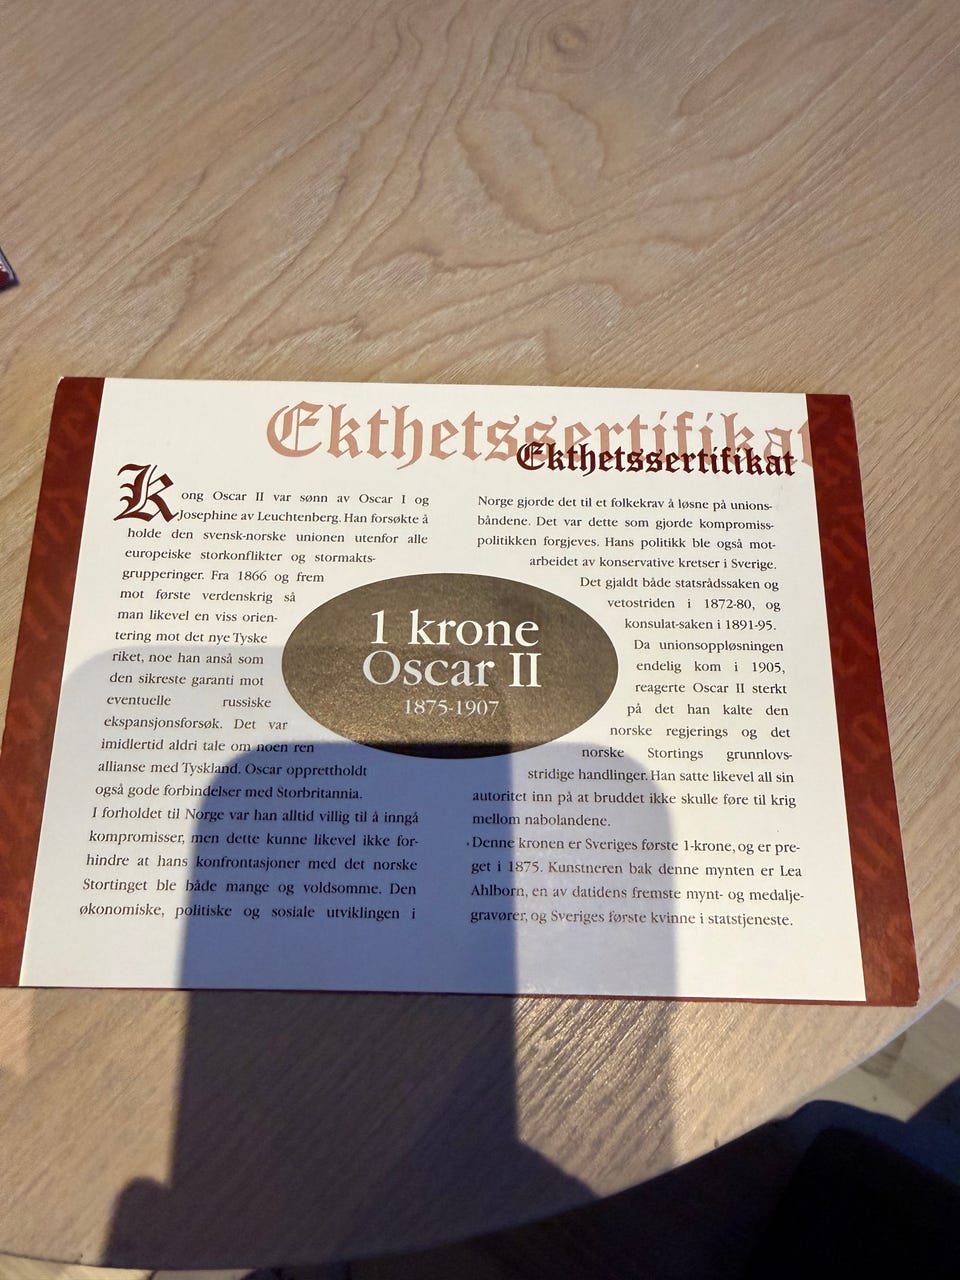 Ekthetssertifikat
Ekthetssertifikat
Kong Oscar II var sønn av Oscar I og
Josephine av Leuchtenberg. Han forsøkte å
holde den svensk-norske unionen utenfor alle
europeiske storkonflikter og stormakts-
grupperinger. Fra 1866 og frem
mot første verdenskrig så
man likevel en viss orien-
tering mot det nye Tyske
riket, noe han anså som
den sikreste garanti mot
eventuelle russiske
ekspansjonsforsøk. Det var
imidlertid aldri tale om noen ren
allianse med Tyskland. Oscar opprettholdt
også gode forbindelser med Storbritannia.
I forholdet til Norge var han alltid villig til å inngå
kompromisser, men dette kunne likevel ikke for-
hindre at hans konfrontasjoner med det norske
Stortinget ble både mange og voldsomme. Den
økonomiske, politiske og sosiale utviklingen i
1 krone
Oscar II
1875-1907
Norge gjorde det til et folkekrav å løsne på unions-
båndene. Det var dette som gjorde kompromiss-
politikken forgjeves. Hans politikk ble også mot-
arbeidet av konservative kretser i Sverige.
Det gjaldt både statsrådssaken og
vetostriden i 1872-80, og
konsulat-saken i 1891-95.
Da unionsoppløsningen
endelig kom i 1905,
reagerte Oscar II sterkt
på det han kalte den
norske regjerings og det
norske Stortings grunnlovs-
stridige handlinger. Han satte likevel all sin
autoritet inn på at bruddet ikke skulle føre til krig
mellom nabolandene.
Denne kronen er Sveriges første 1-krone, og er pre-
get i 1875. Kunstneren bak denne mynten er Lea
Ahlborn, en av datidens fremste mynt- og medalje-
gravører, og Sveriges første kvinne i statstjeneste.